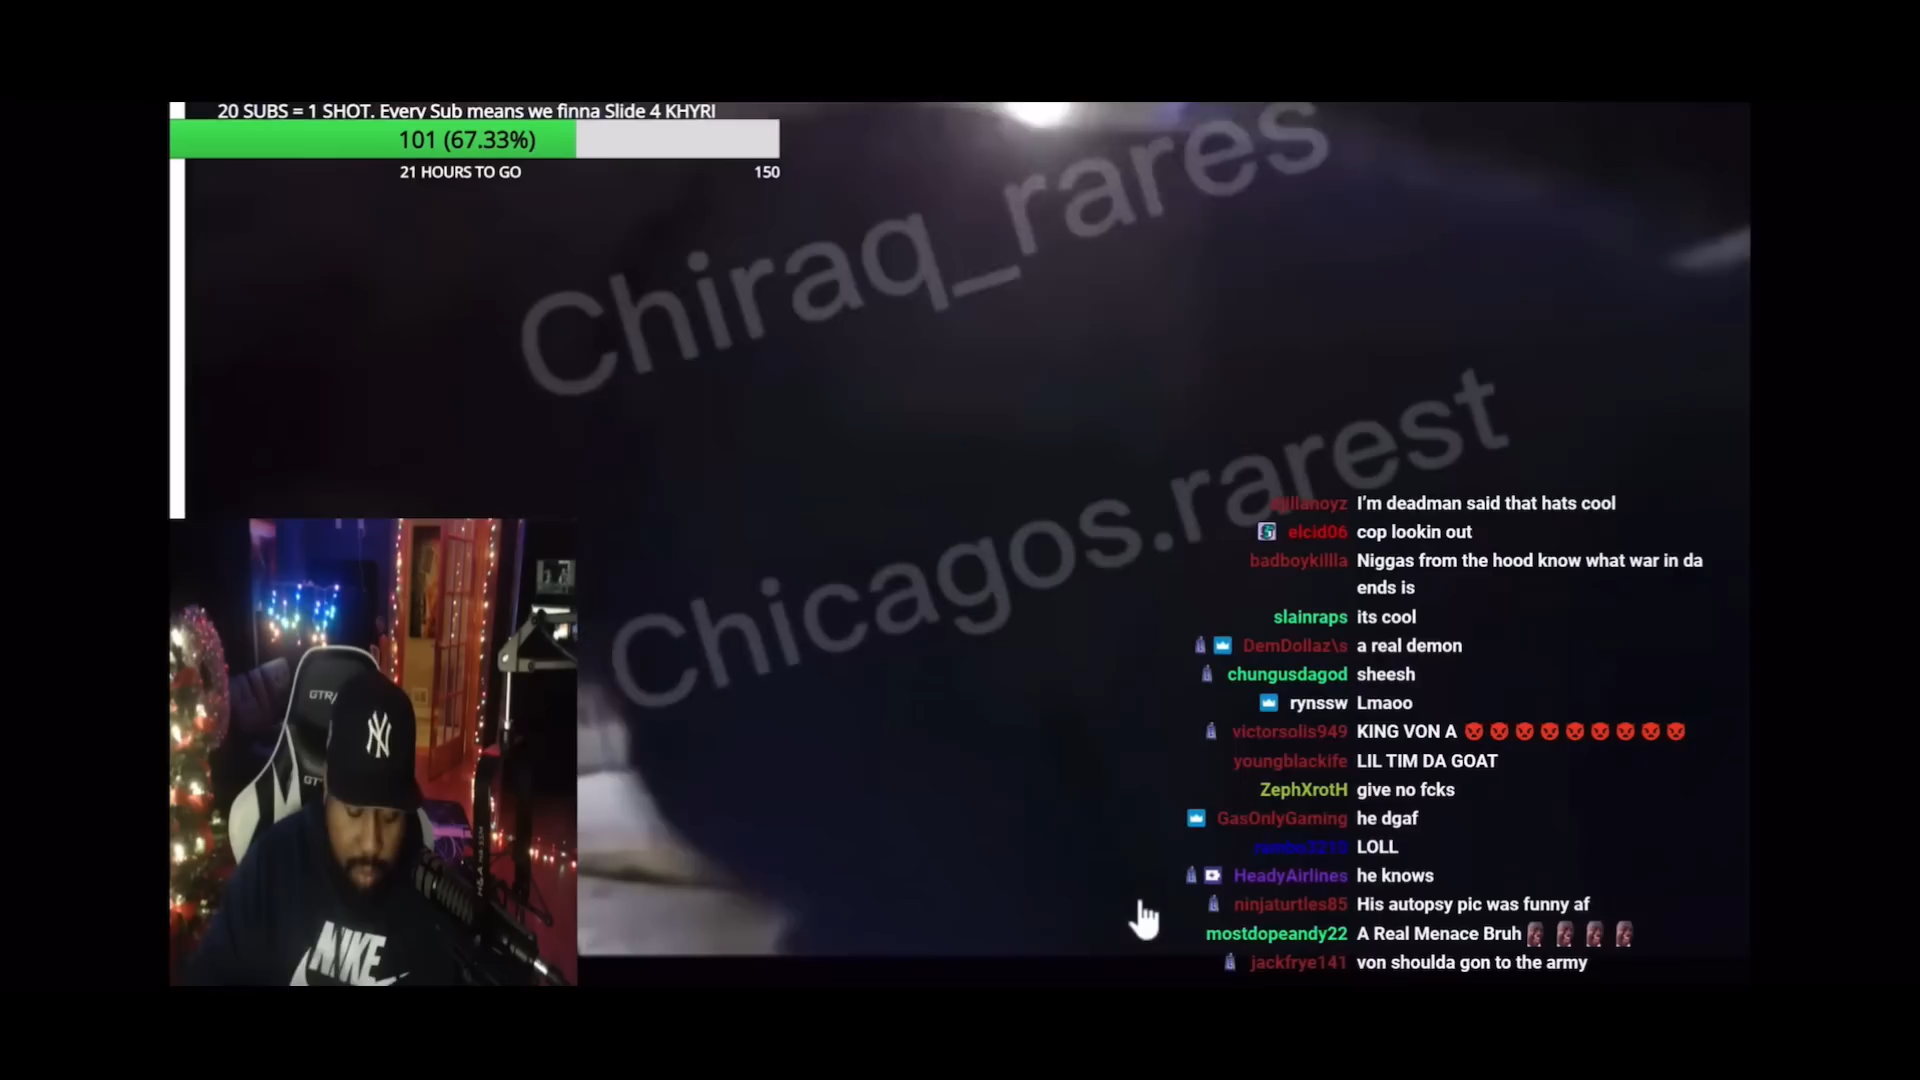 20 SUBS = 1 SHOT. Every Sub means we finna Slide 4 KHYRI
101 (67.33%)
21 HOURS TO GO
150
Chiraq_rares
Chicagos.rarest
I'm deadman said that hats cool
elcid06 cop lookin out
badboykillla Niggas from the hood know what war in da
ends is
slainraps its cool
DemDollaz\s a real demon
chungusdagod sheesh
rynssw Lmaoo
victorsolis949 KING VON A
youngblackife LIL TIM DA GOAT
ZephXrotH give no fcks
GasOnlyGaming he dgaf
LOLL
HeadyAirlines he knows
ninjaturtles85 His autopsy pic was funny af
mostdopeandy22 A Real Menace Bruh
jackfrye141 von shoulda gon to the army
GTR
GT
NY
NIKE